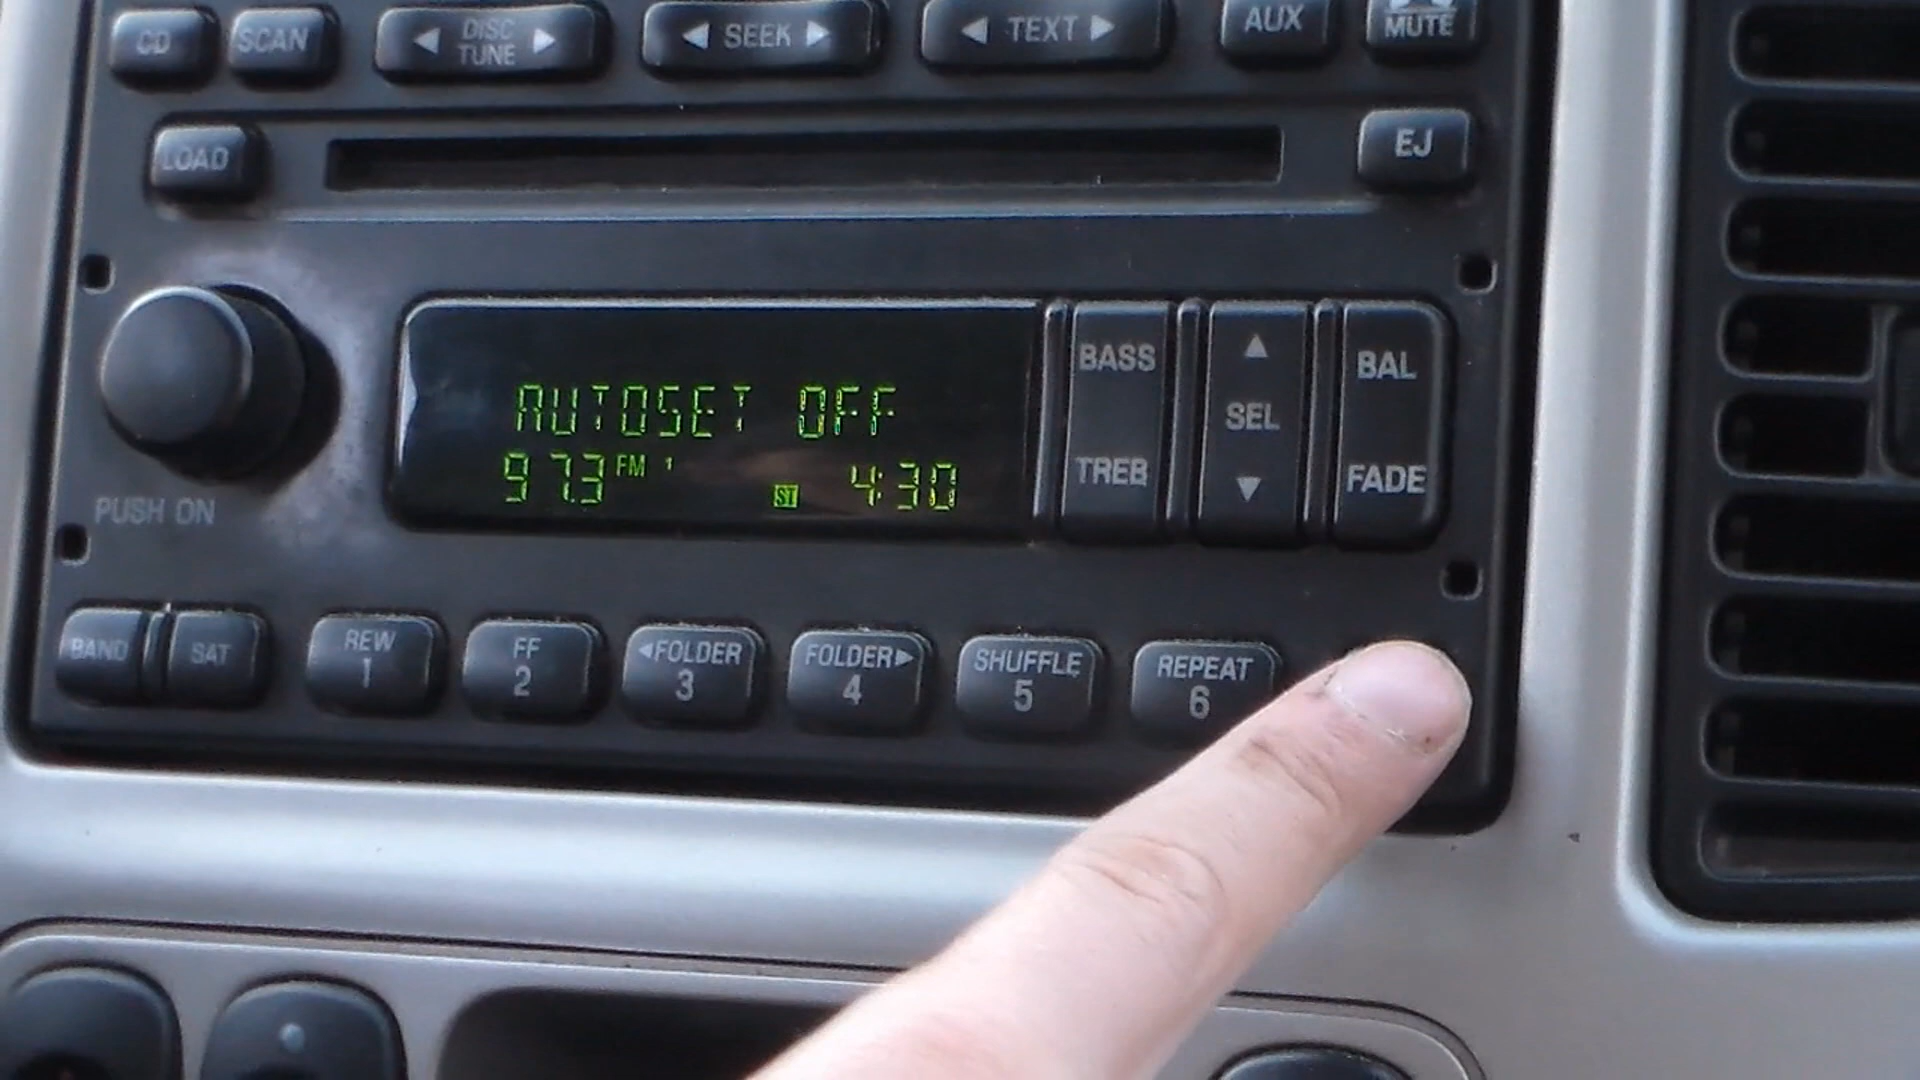 CD SCAN ◀ DISC TUNE ▶ ◀ SEEK ▶ ◀ TEXT ▶ AUX MUTE
LOAD EJ
AUTOSET OFF
97.3 FM 1 ST 4:30
BASS ▲ BAL
SEL
TREB ▼ FADE
PUSH ON
BAND SAT REW 1 FF 2 ◀FOLDER 3 FOLDER▶ 4 SHUFFLE 5 REPEAT 6